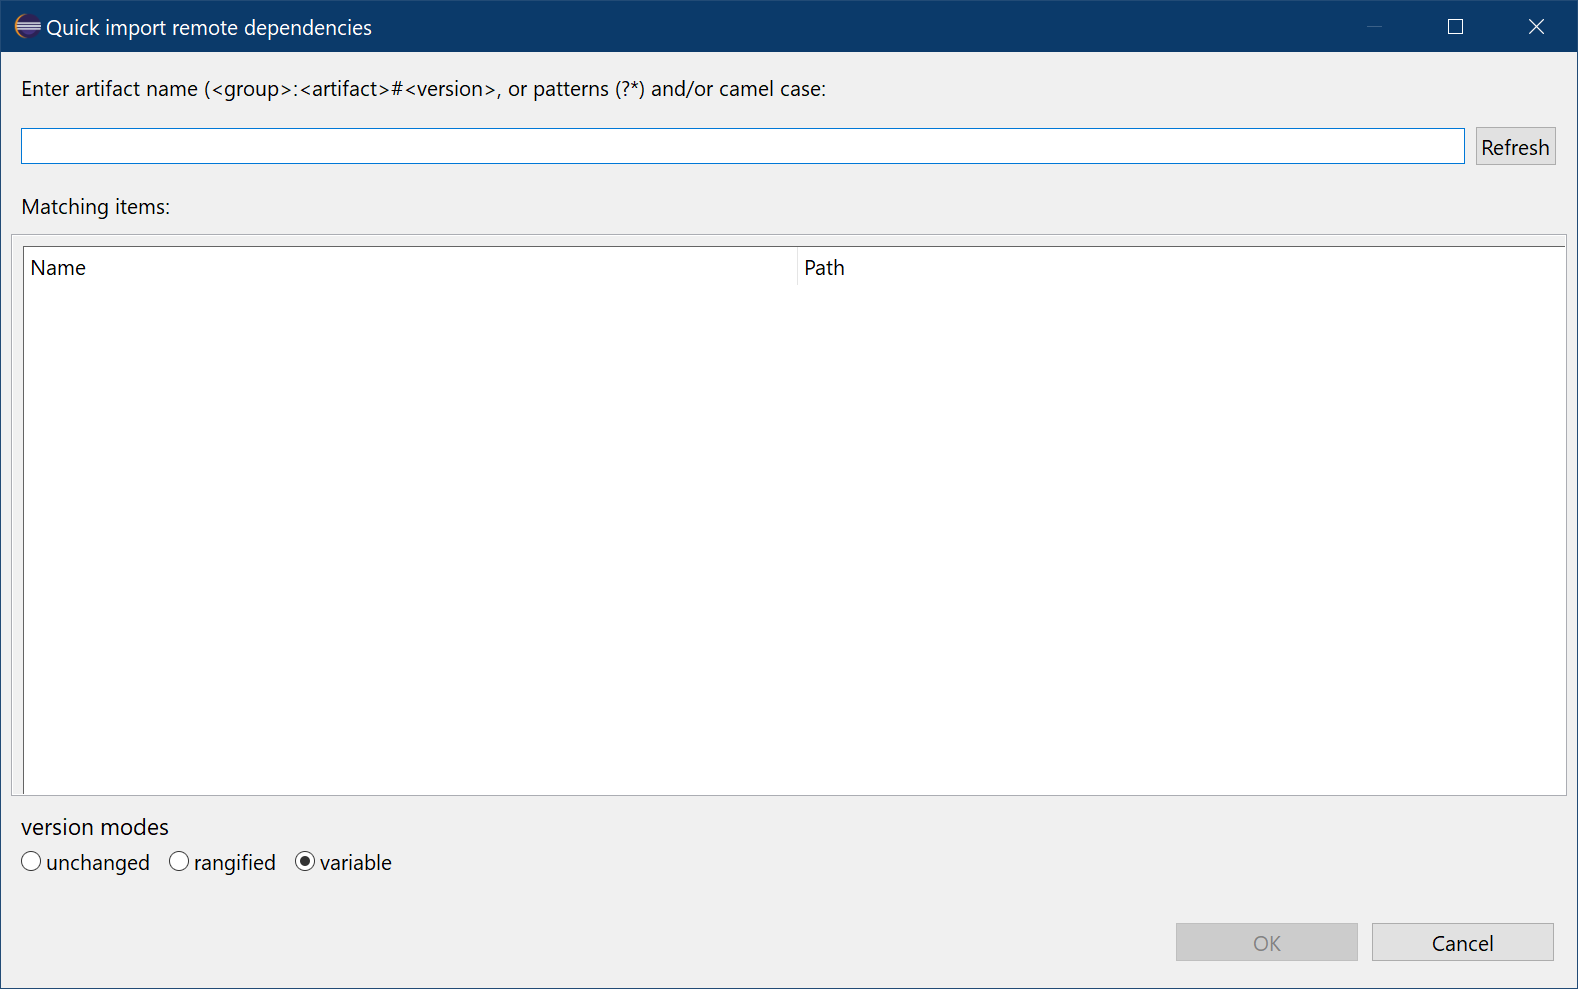 Quick import remote dependencies
Enter artifact name (<group>:<artifact>#<version>, or patterns (?*) and/or camel case:
Refresh
Matching items:
Name Path
version modes
unchanged rangified variable
OK Cancel